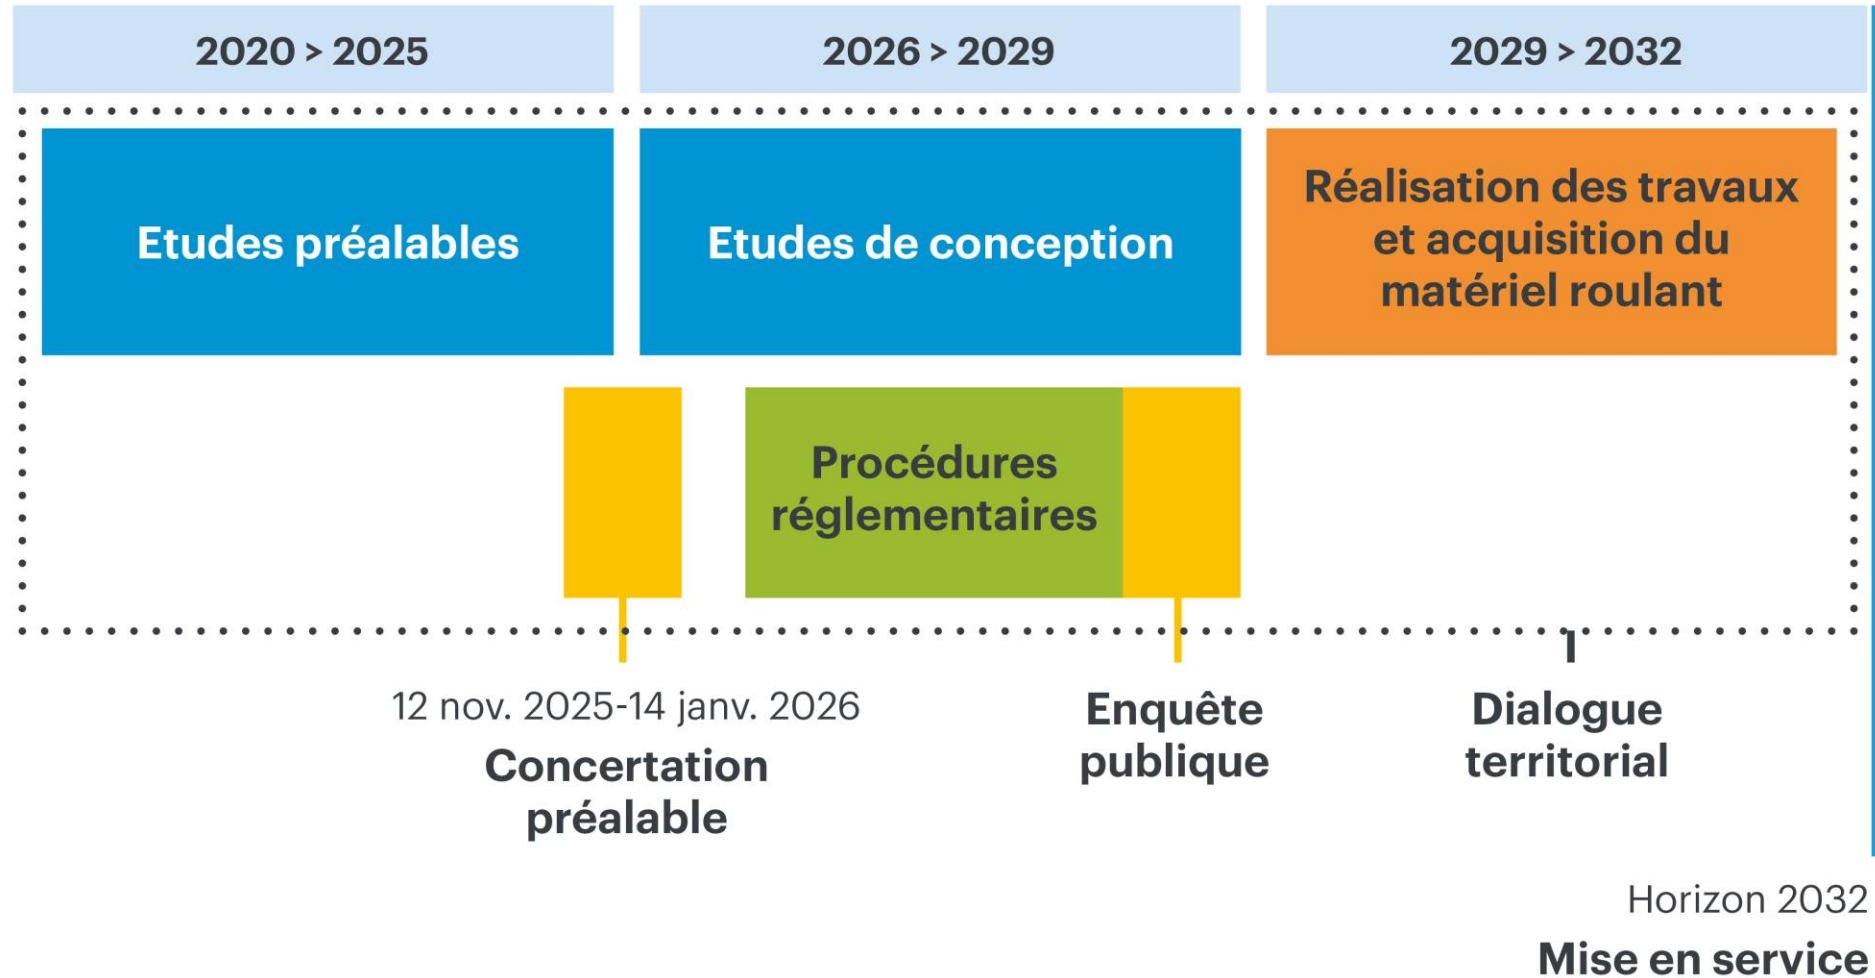 2020 > 2025
2026 > 2029
2029 > 2032
Etudes préalables
Etudes de conception
Réalisation des travaux
et acquisition du
matériel roulant
Procédures
réglementaires
12 nov. 2025-14 janv. 2026
Concertation
préalable
Enquête
publique
Dialogue
territorial
Horizon 2032
Mise en service